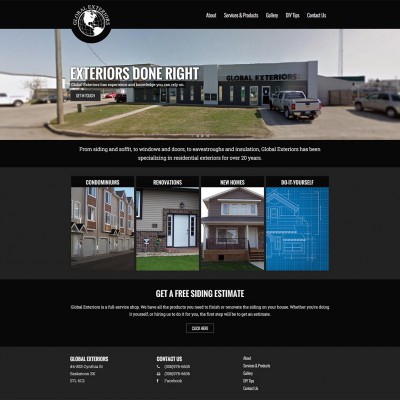 GLOBAL EXTERIORS
About
Services & Products
Gallery
DIY Tips
Contact Us
EXTERIORS DONE RIGHT
Global Exteriors has experience and knowledge you can rely on.
GET IN TOUCH
GLOBAL EXTERIORS
From siding and soffit, to windows and doors, to eavestroughs and insulation, Global Exteriors has been
specializing in residential exteriors for over 20 years.
CONDOMINIUMS
RENOVATIONS
NEW HOMES
DO-IT-YOURSELF
GET A FREE SIDING ESTIMATE
Global Exteriors is a full-service shop. We have all the products you need to finish or renovate the siding on your house. Whether you're doing
it yourself, or hiring us to do it for you, the first step will be to get an estimate.
CLICK HERE
GLOBAL EXTERIORS
Saskatoon SK
S7L 6C3
CONTACT US
Facebook
About
Services & Products
Gallery
DIY Tips
Contact Us